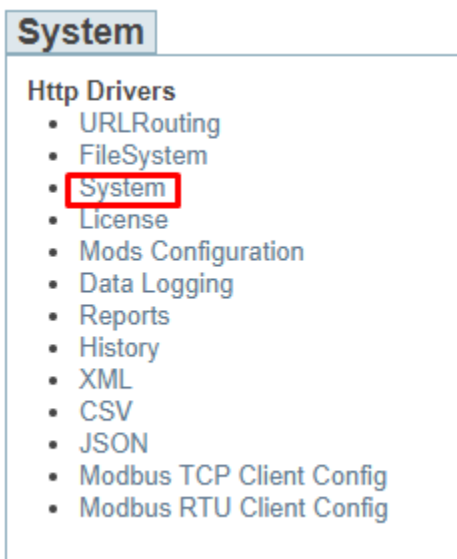 System
Http Drivers
URLRouting
FileSystem
System
License
Mods Configuration
Data Logging
Reports
History
XML
CSV
JSON
Modbus TCP Client Config
Modbus RTU Client Config